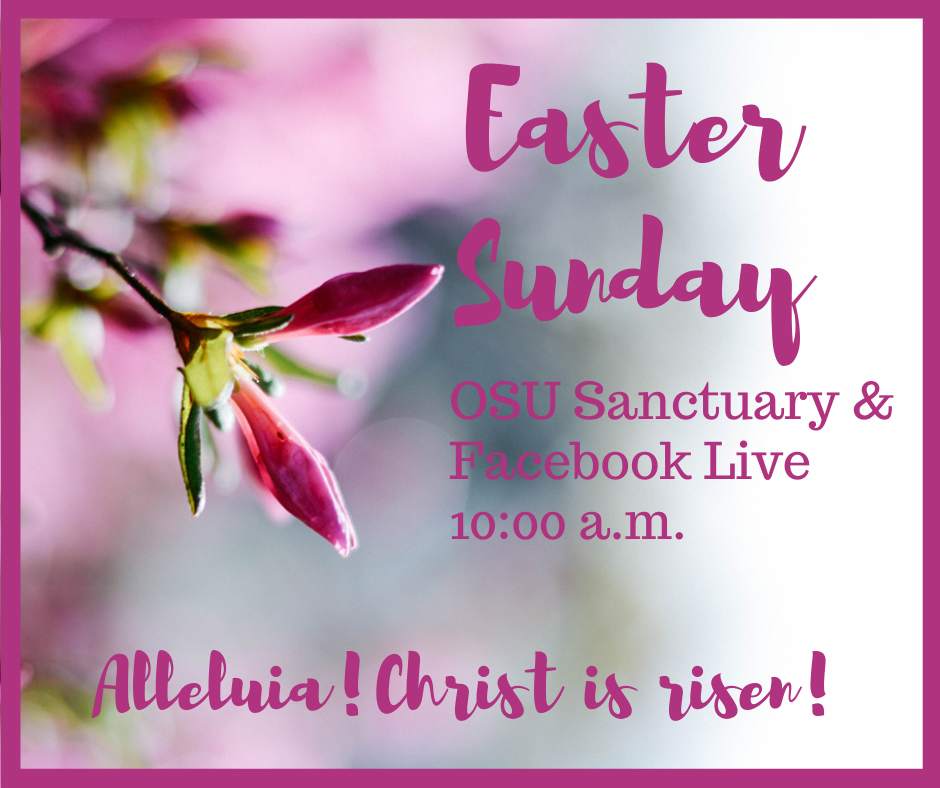 Easter
Sunday
OSU Sanctuary &
Facebook Live
10:00 a.m.
Alleluia! Christ is risen!